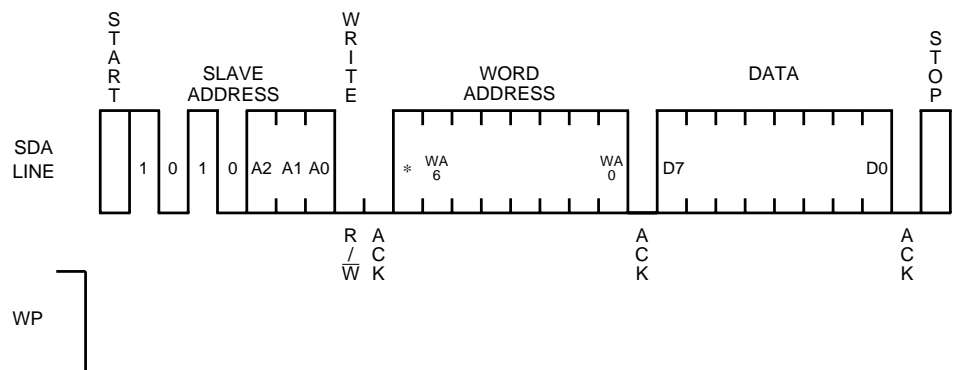 START
WRITE
STOP
SLAVE
ADDRESS
WORD
ADDRESS
DATA
SDA
LINE
1 0 1 0 A2 A1 A0
* WA
6
WA
0
D7 D0
R/W
ACK
ACK
ACK
WP